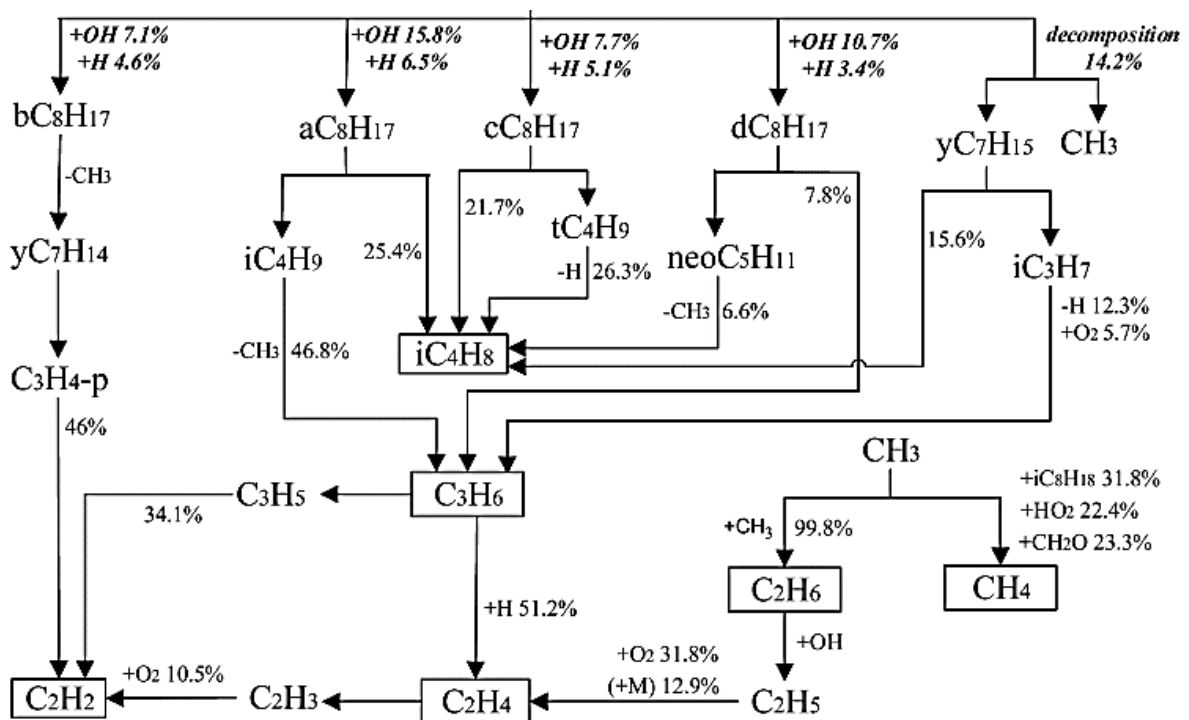 +OH 7.1%
+H 4.6%
+OH 15.8%
+H 6.5%
+OH 7.7%
+H 5.1%
+OH 10.7%
+H 3.4%
decomposition
14.2%
bC8H17
aC8H17
cC8H17
dC8H17
yC7H15
CH3
-CH3
21.7%
7.8%
tC4H9
yC7H14
iC4H9
25.4%
-H 26.3%
neoC5H11
15.6%
iC3H7
-CH3 6.6%
-H 12.3%
+O2 5.7%
-CH3 46.8%
iC4H8
C3H4-p
46%
CH3
C3H5
34.1%
C3H6
+iC8H18 31.8%
+HO2 22.4%
+CH2O 23.3%
+CH3 99.8%
C2H6
CH4
+H 51.2%
+OH
+O2 31.8%
(+M) 12.9%
+O2 10.5%
C2H2
C2H3
C2H4
C2H5